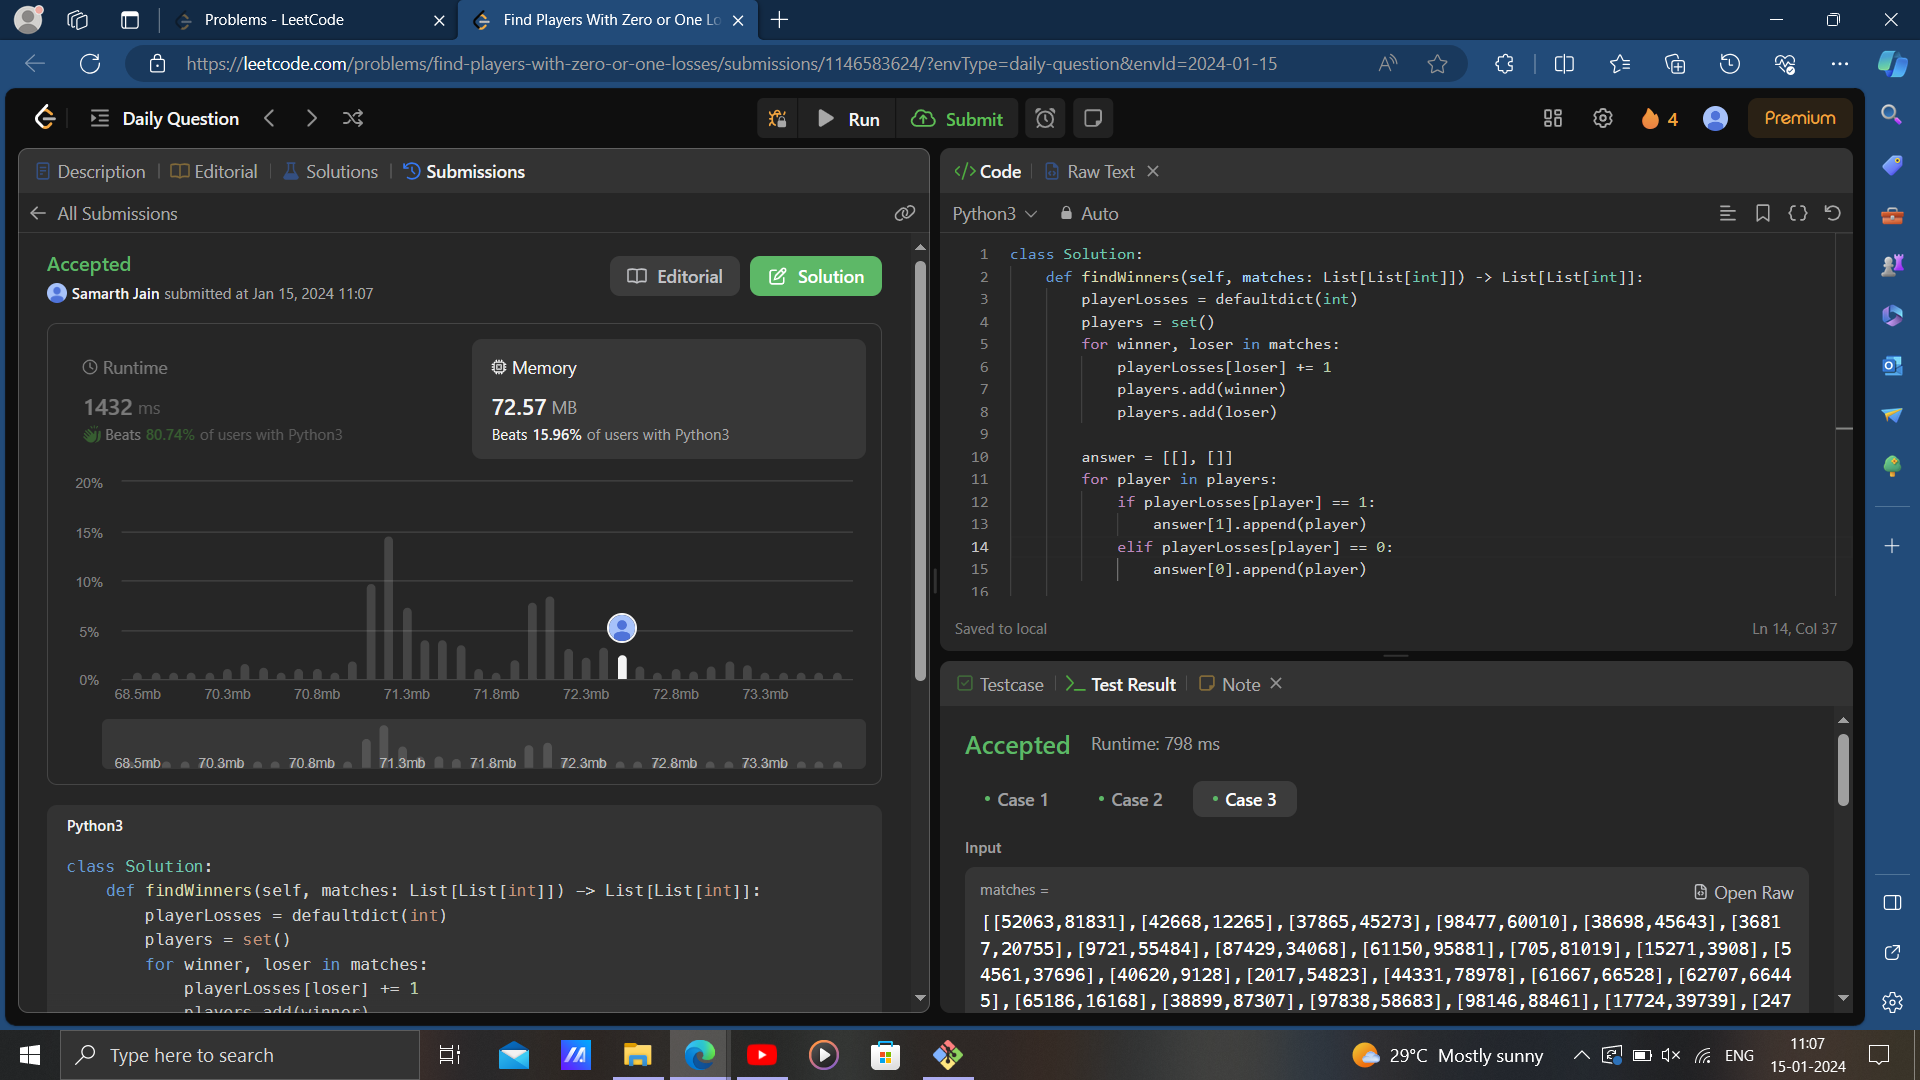 Problems - LeetCode
Find Players With Zero or One Lo
https://leetcode.com/problems/find-players-with-zero-or-one-losses/submissions/1146583624/?envType=daily-question&envId=2024-01-15
Daily Question
Run
Submit
4
Premium
Description
Editorial
Solutions
Submissions
All Submissions
Accepted
Samarth Jain submitted at Jan 15, 2024 11:07
Editorial
Solution
Runtime
1432 ms
Beats 80.74% of users with Python3
Memory
72.57 MB
Beats 15.96% of users with Python3
20%
15%
10%
5%
0%
68.5mb 70.3mb 70.8mb 71.3mb 71.8mb 72.3mb 72.8mb 73.3mb
68.5mb 70.3mb 70.8mb 71.3mb 71.8mb 72.3mb 72.8mb 73.3mb
Python3
class Solution:
def findWinners(self, matches: List[List[int]]) -> List[List[int]]:
playerLosses = defaultdict(int)
players = set()
for winner, loser in matches:
playerLosses[loser] += 1
players.add(winner)
</> Code
Raw Text
Python3
Auto
1 class Solution:
2 def findWinners(self, matches: List[List[int]]) -> List[List[int]]:
3 playerLosses = defaultdict(int)
4 players = set()
5 for winner, loser in matches:
6 playerLosses[loser] += 1
7 players.add(winner)
8 players.add(loser)
9
10 answer = [[], []]
11 for player in players:
12 if playerLosses[player] == 1:
13 answer[1].append(player)
14 elif playerLosses[player] == 0:
15 answer[0].append(player)
16
Saved to local
Ln 14, Col 37
Testcase
Test Result
Note
Accepted
Runtime: 798 ms
Case 1
Case 2
Case 3
Input
matches =
Open Raw
[[52063,81831],[42668,12265],[37865,45273],[98477,60010],[38698,45643],[3681
7,20755],[9721,55484],[87429,34068],[61150,95881],[705,81019],[15271,3908],[5
4561,37696],[40620,9128],[2017,54823],[44331,78978],[61667,66528],[62707,6644
5],[65186,16168],[38899,87307],[97838,58683],[98146,88461],[17724,39739],[247
Type here to search
29°C Mostly sunny
ENG
11:07
15-01-2024